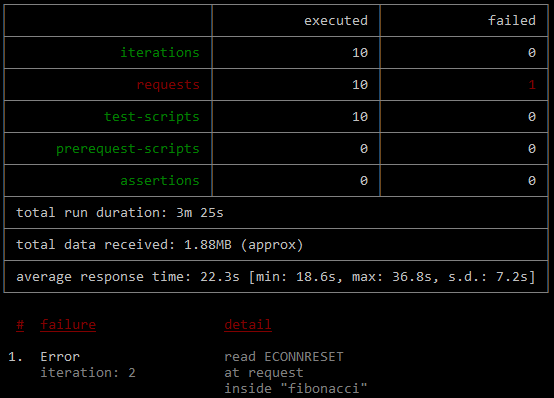 executed failed
iterations 10 0
requests 10 1
test-scripts 10 0
prerequest-scripts 0 0
assertions 0 0
total run duration: 3m 25s
total data received: 1.88MB (approx)
average response time: 22.3s [min: 18.6s, max: 36.8s, s.d.: 7.2s]
# failure detail
1. Error read ECONNRESET
iteration: 2 at request
inside "fibonacci"